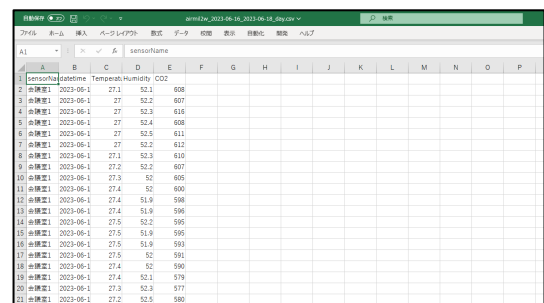 自動保存 オフ airmil2w_2023-06-16_2023-06-18_day.csv 検索
ファイル ホーム 挿入 ページ レイアウト 数式 データ 校閲 表示 自動化 開発 ヘルプ
A1 fx sensorName
A B C D E F G H I J K L M N O P
1 sensorNa datetime Temperatu Humidity CO2
2 会議室1 2023-06-1 27.1 52.1 608
3 会議室1 2023-06-1 27 52.2 607
4 会議室1 2023-06-1 27 52.3 616
5 会議室1 2023-06-1 27 52.4 608
6 会議室1 2023-06-1 27 52.5 611
7 会議室1 2023-06-1 27 52.2 612
8 会議室1 2023-06-1 27.1 52.3 610
9 会議室1 2023-06-1 27.2 52.2 607
10 会議室1 2023-06-1 27.3 52 605
11 会議室1 2023-06-1 27.4 52 600
12 会議室1 2023-06-1 27.4 51.9 598
13 会議室1 2023-06-1 27.4 51.9 596
14 会議室1 2023-06-1 27.5 52.2 595
15 会議室1 2023-06-1 27.5 51.9 595
16 会議室1 2023-06-1 27.5 51.9 593
17 会議室1 2023-06-1 27.5 52 591
18 会議室1 2023-06-1 27.4 52 590
19 会議室1 2023-06-1 27.4 52.1 579
20 会議室1 2023-06-1 27.3 52.3 577
21 会議室1 2023-06-1 27.2 52.5 580